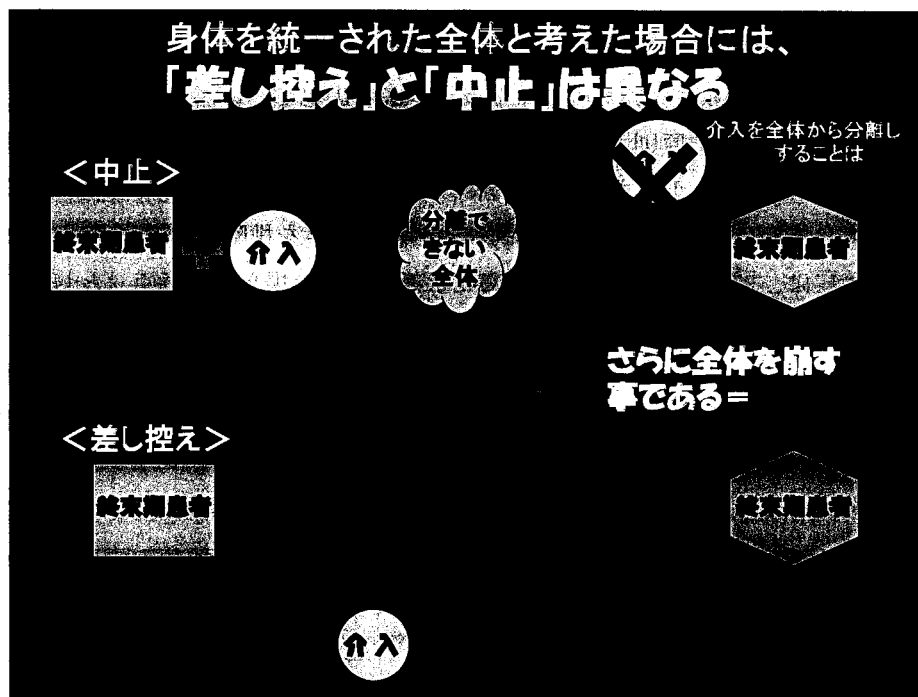 身体を統一された全体と考えた場合には、
「差し控え」と「中止」は異なる
介入を全体から分離し
することは
＜中止＞
終末期患者
介入
分離で
きない
全体
終末期患者
さらに全体を崩す
事である＝
＜差し控え＞
終末期患者
終末期患者
介入